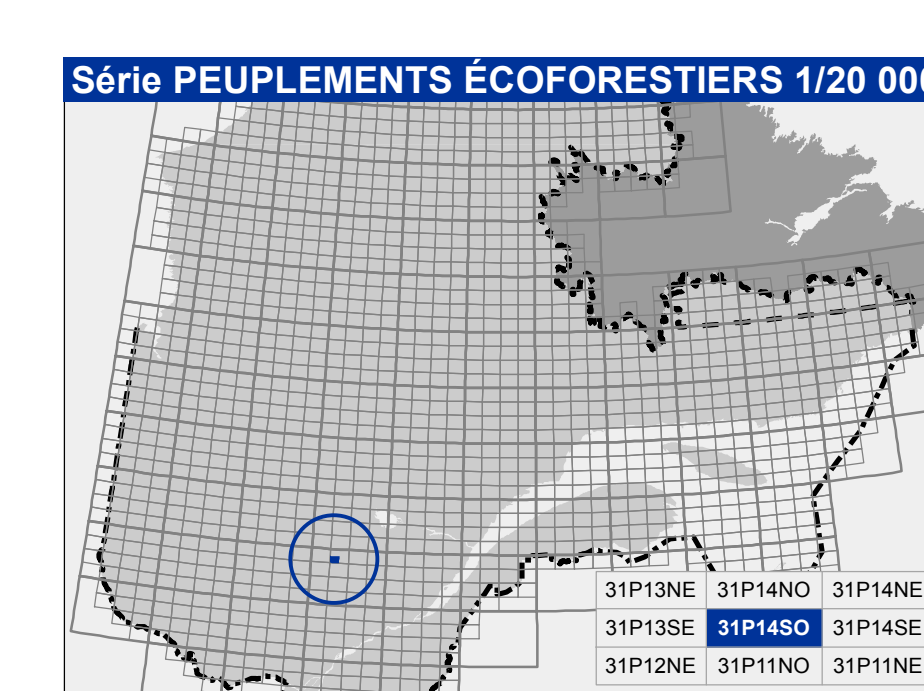 Série PEUPLEMENTS ÉCOFORESTIERS 1/20 000
31P13NE 31P14NO 31P14NE
31P13SE 31P14SO 31P14SE
31P12NE 31P11NO 31P11NE